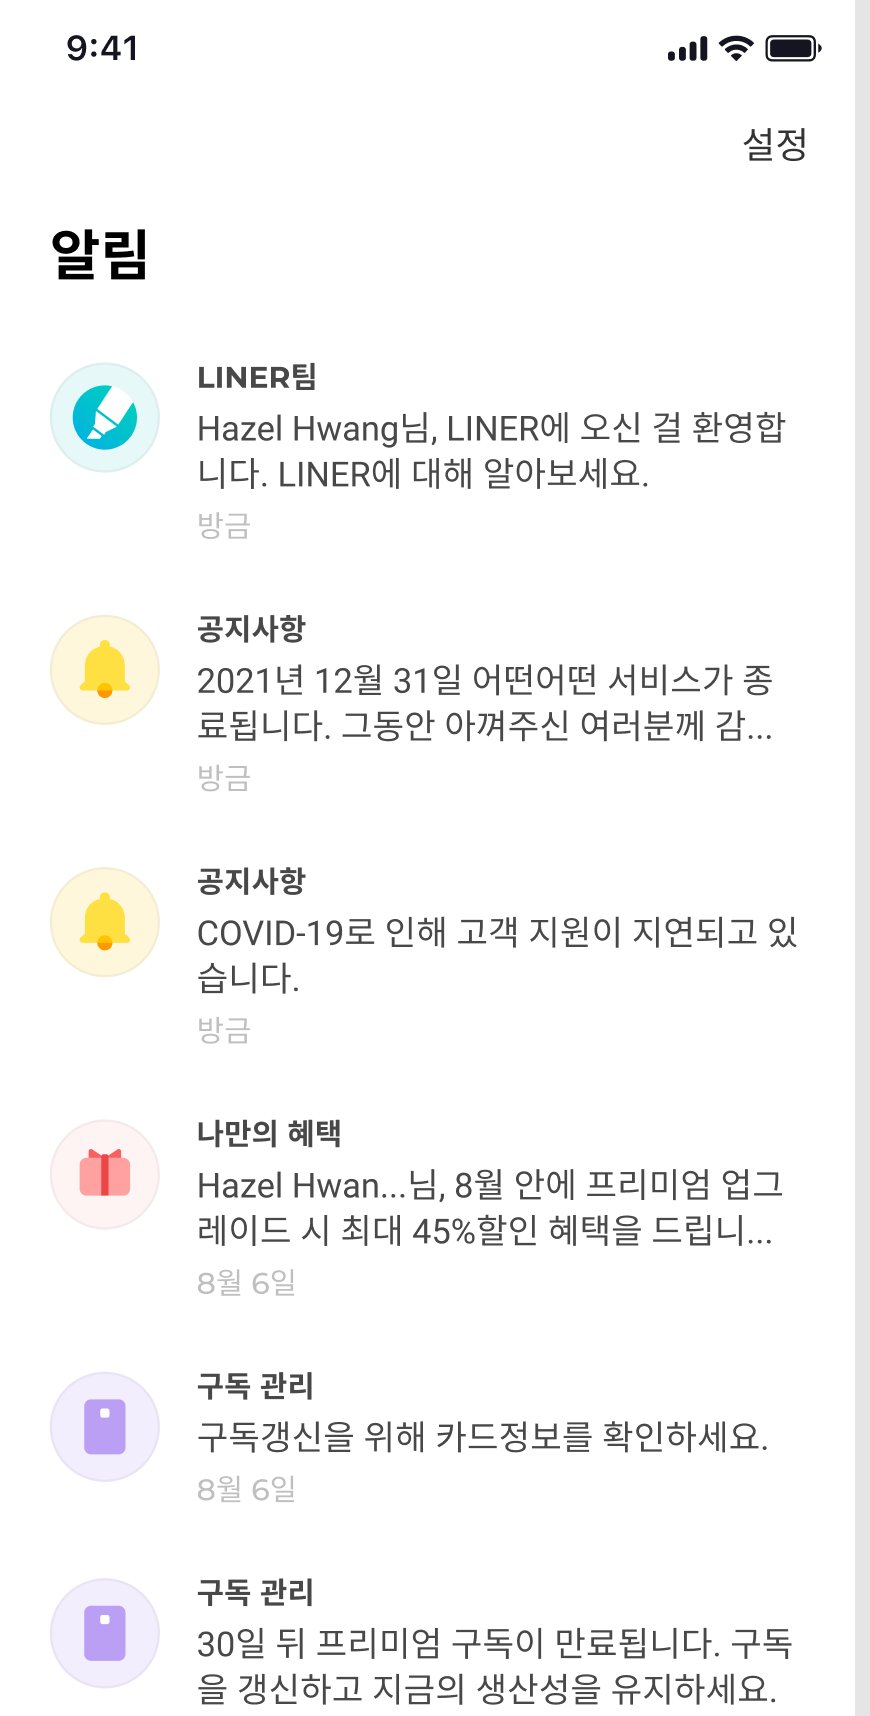 9:41
설정
알림
LINER팀
Hazel Hwang님, LINER에 오신 걸 환영합
니다. LINER에 대해 알아보세요.
방금
공지사항
2021년 12월 31일 어떤어떤 서비스가 종
료됩니다. 그동안 아껴주신 여러분께 감...
방금
공지사항
COVID-19로 인해 고객 지원이 지연되고 있
습니다.
방금
나만의 혜택
Hazel Hwan...님, 8월 안에 프리미엄 업그
레이드 시 최대 45%할인 혜택을 드립니...
8월 6일
구독 관리
구독갱신을 위해 카드정보를 확인하세요.
8월 6일
구독 관리
30일 뒤 프리미엄 구독이 만료됩니다. 구독
을 갱신하고 지금의 생산성을 유지하세요.